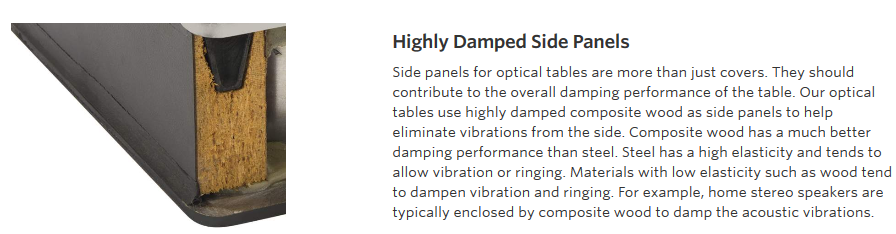 Highly Damped Side Panels
Side panels for optical tables are more than just covers. They should
contribute to the overall damping performance of the table. Our optical
tables use highly damped composite wood as side panels to help
eliminate vibrations from the side. Composite wood has a much better
damping performance than steel. Steel has a high elasticity and tends to
allow vibration or ringing. Materials with low elasticity such as wood tend
to dampen vibration and ringing. For example, home stereo speakers are
typically enclosed by composite wood to damp the acoustic vibrations.